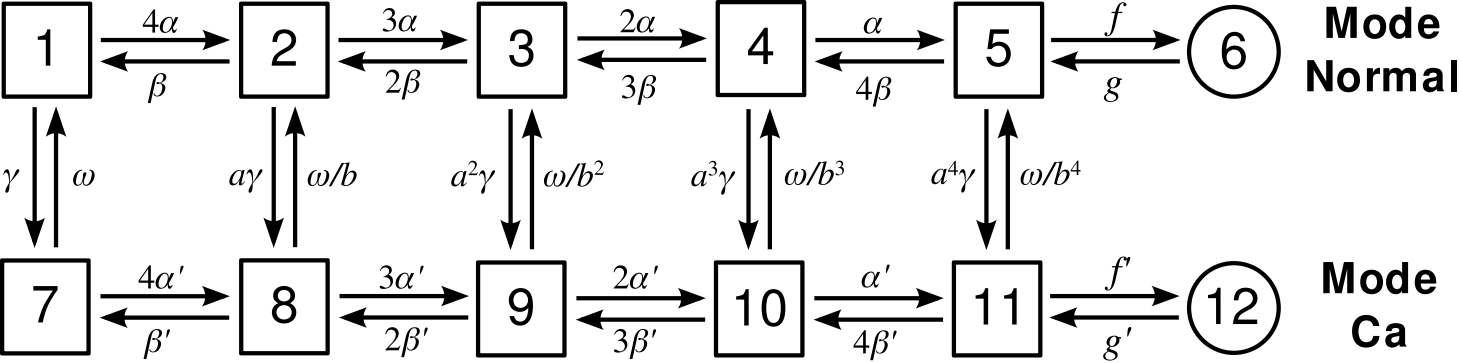 4α 3α 2α α f
1 2 3 4 5 6 Mode
Normal
β 2β 3β 4β g
γ ω aγ ω/b a²γ ω/b² a³γ ω/b³ a⁴γ ω/b⁴
4α′ 3α′ 2α′ α′ f'
7 8 9 10 11 12 Mode
Ca
β′ 2β′ 3β′ 4β′ g′